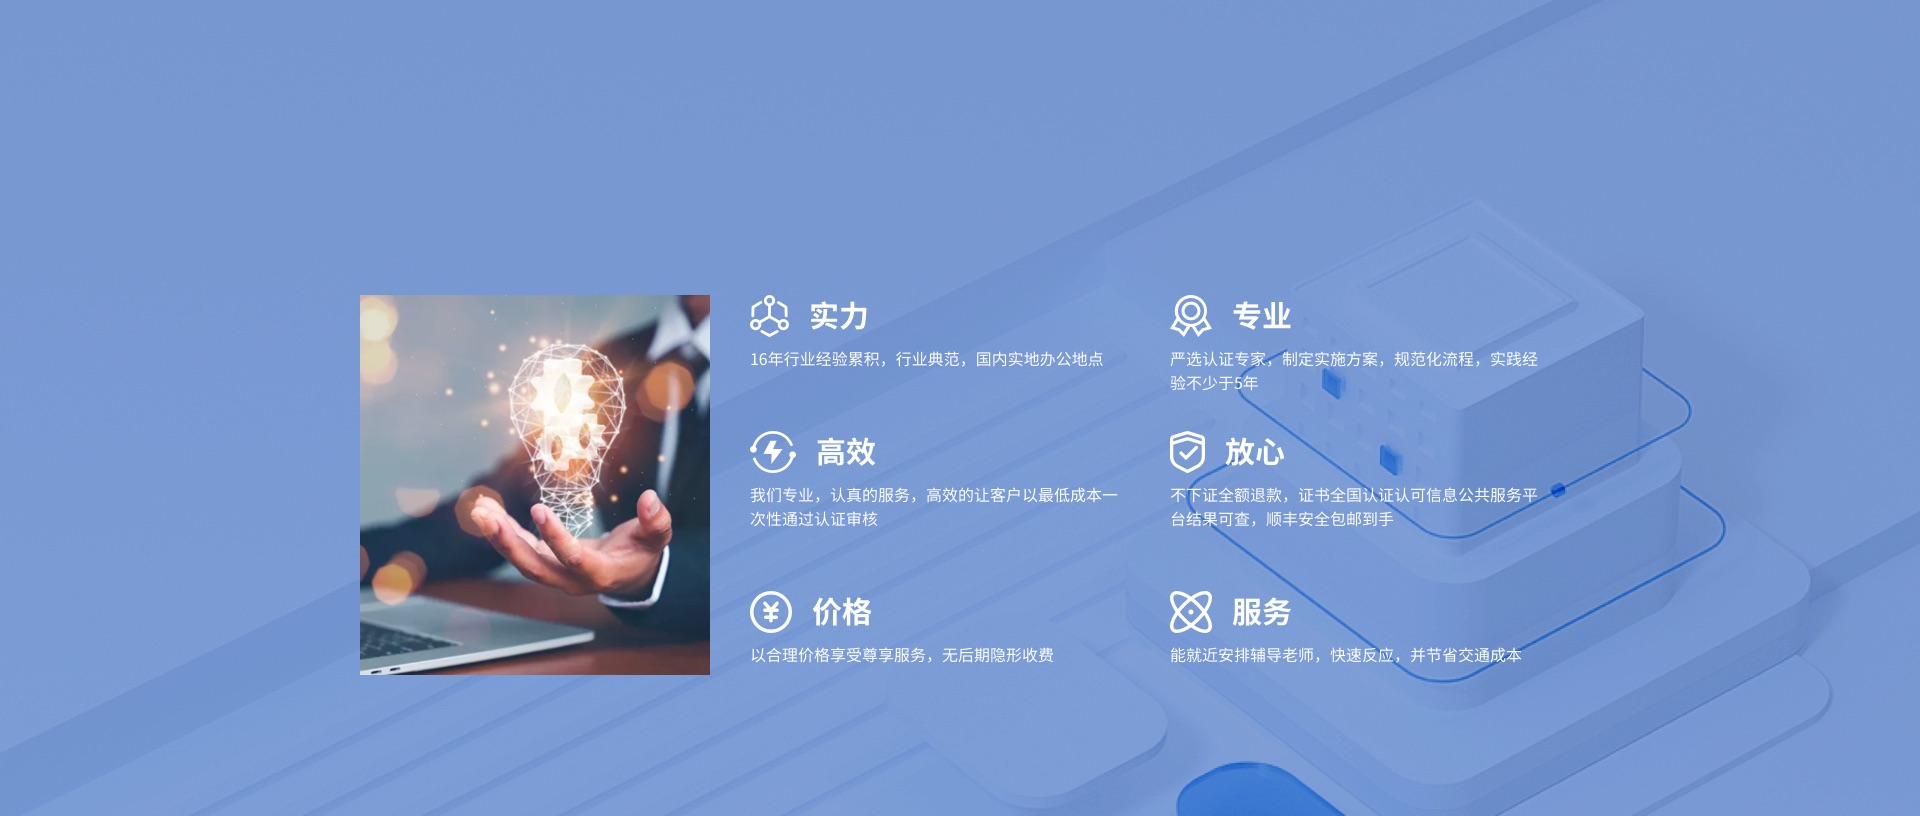 实力
16年行业经验累积，行业典范，国内实地办公地点
专业
严选认证专家，制定实施方案，规范化流程，实践经
验不少于5年
高效
我们专业，认真的服务，高效的让客户以最低成本一
次性通过认证审核
放心
不下证全额退款，证书全国认证认可信息公共服务平
台结果可查，顺丰安全包邮到手
价格
以合理价格享受尊享服务，无后期隐形收费
服务
能就近安排辅导老师，快速反应，并节省交通成本